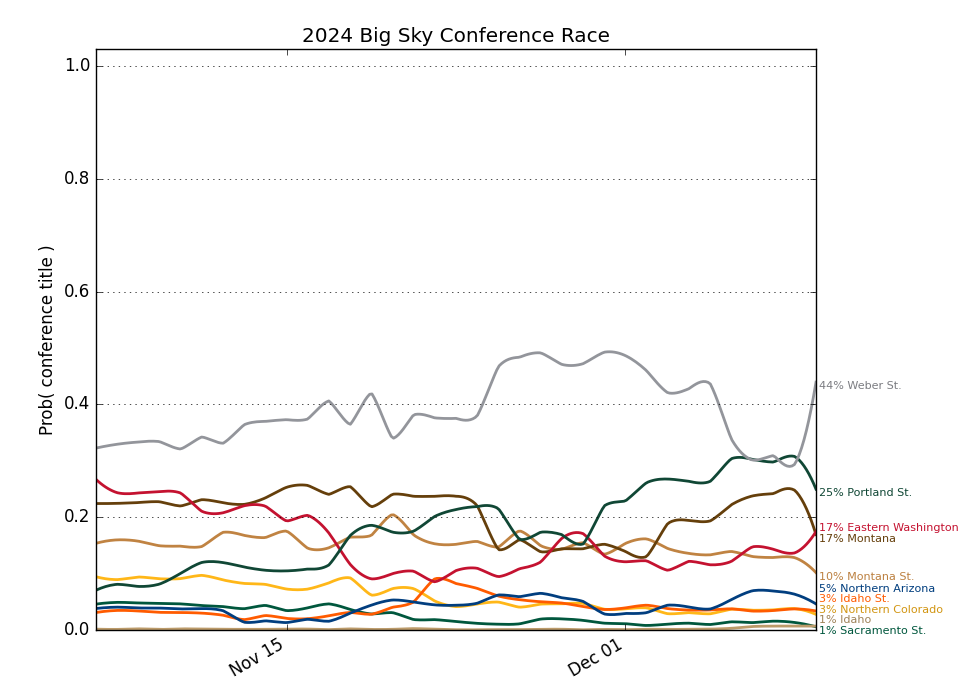 2024 Big Sky Conference Race
1.0
0.8
0.6
0.4
0.2
0.0
Prob( conference title )
Nov 15
Dec 01
44% Weber St.
25% Portland St.
17% Eastern Washington
17% Montana
10% Montana St.
5% Northern Arizona
3% Idaho St.
3% Northern Colorado
1% Idaho
1% Sacramento St.